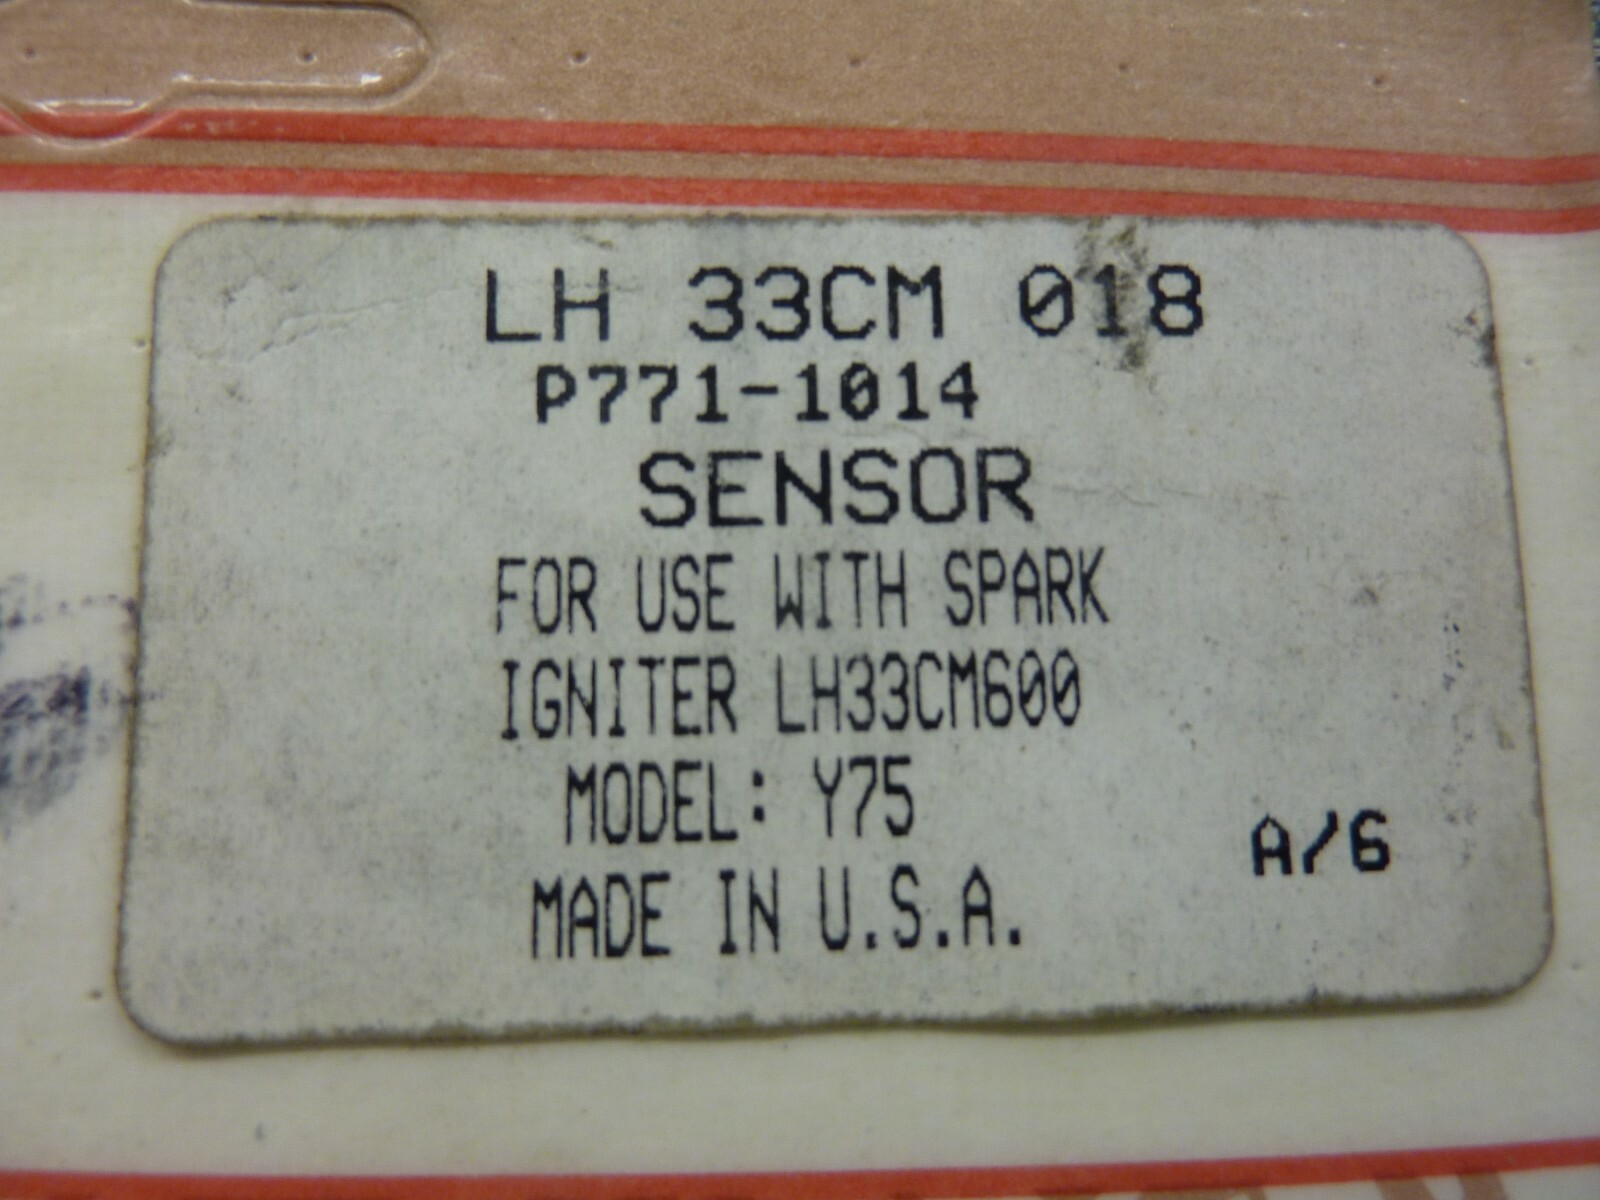 LH 33CM 018
P771-1014
SENSOR
FOR USE WITH SPARK
IGNITER LH33CM600
MODEL: Y75
A/6
MADE IN U.S.A.